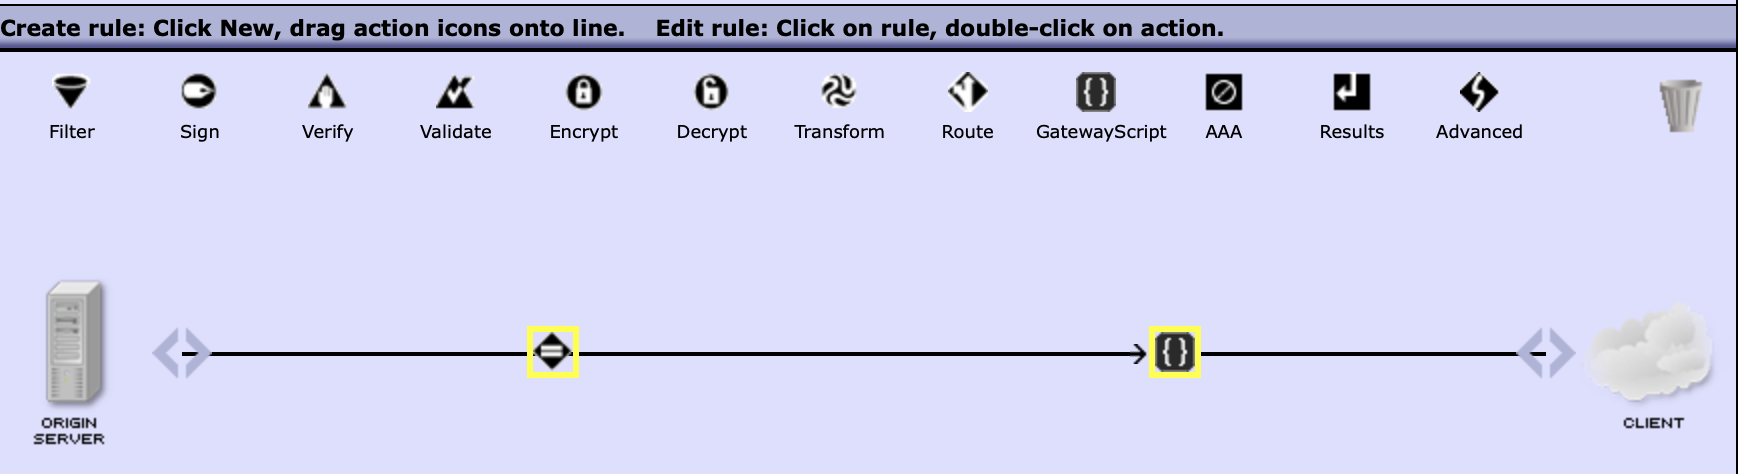 Create rule: Click New, drag action icons onto line. Edit rule: Click on rule, double-click on action.
Filter Sign Verify Validate Encrypt Decrypt Transform Route GatewayScript AAA Results Advanced
ORIGIN
SERVER
CLIENT